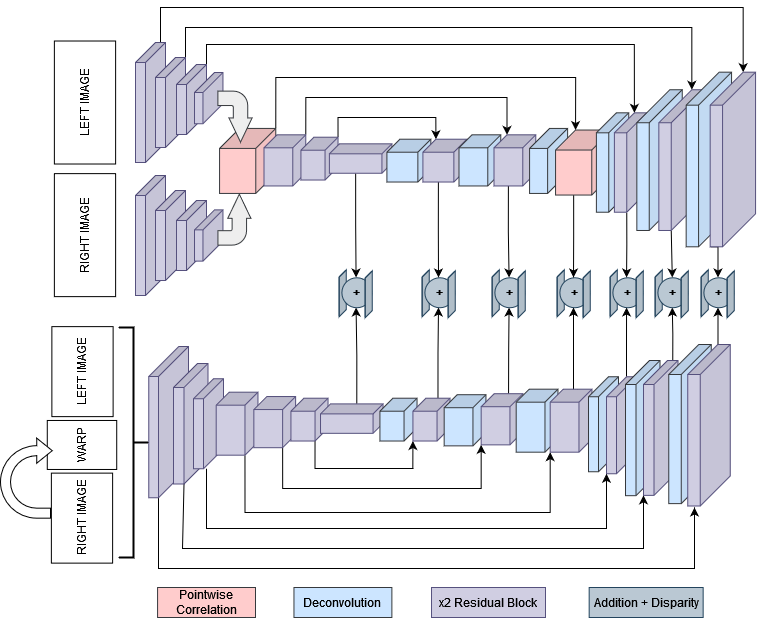 LEFT IMAGE
RIGHT IMAGE
+ + + + + + +
LEFT IMAGE
WARP
RIGHT IMAGE
Pointwise
Correlation
Deconvolution
x2 Residual Block
Addition + Disparity